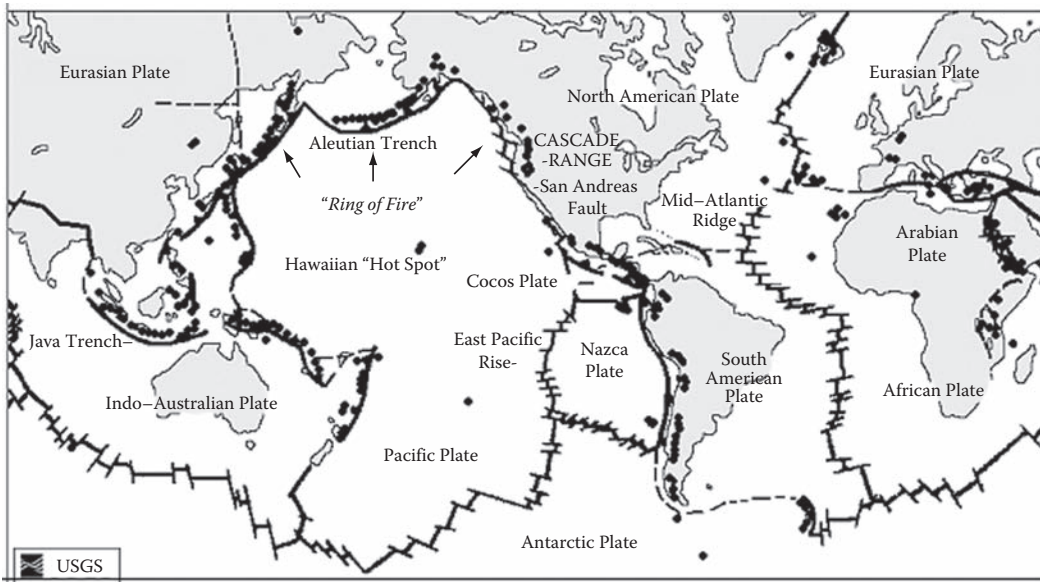 Eurasian Plate
Eurasian Plate
North American Plate
Aleutian Trench
CASCADE
-RANGE
-San Andreas
Fault
"Ring of Fire"
Mid–Atlantic
Ridge
Arabian
Plate
Hawaiian "Hot Spot"
Cocos Plate
Java Trench–
East Pacific
Rise-
Nazca
Plate
South
American
Plate
Indo–Australian Plate
African Plate
Pacific Plate
Antarctic Plate
USGS